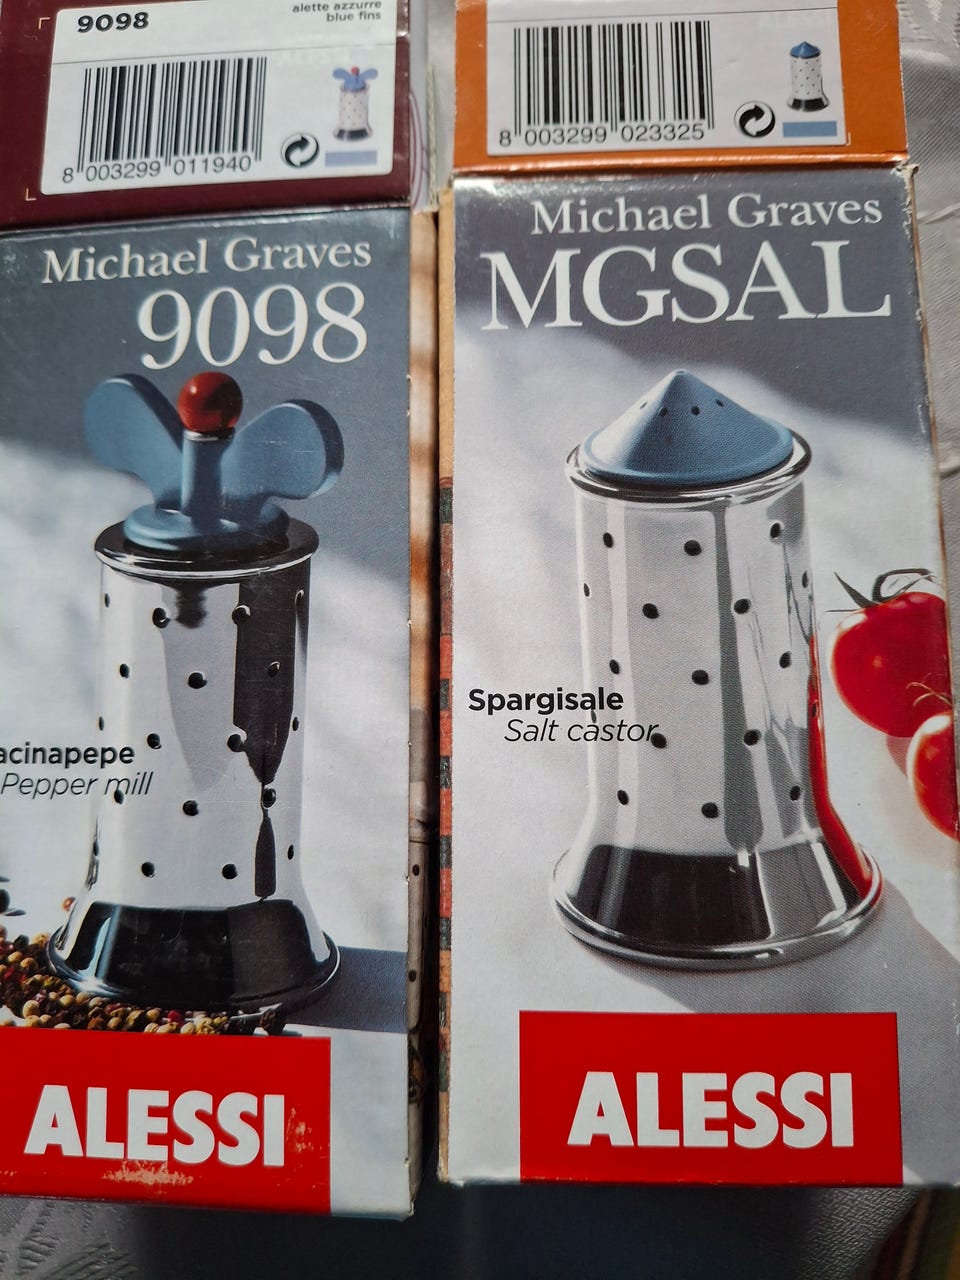 9098
alette azzurre
blue fins
8 003299 011940
Michael Graves
9098
acinapepe
Pepper mill
ALESSI
8 003299 023325
Michael Graves
MGSAL
Spargisale
Salt castor
ALESSI